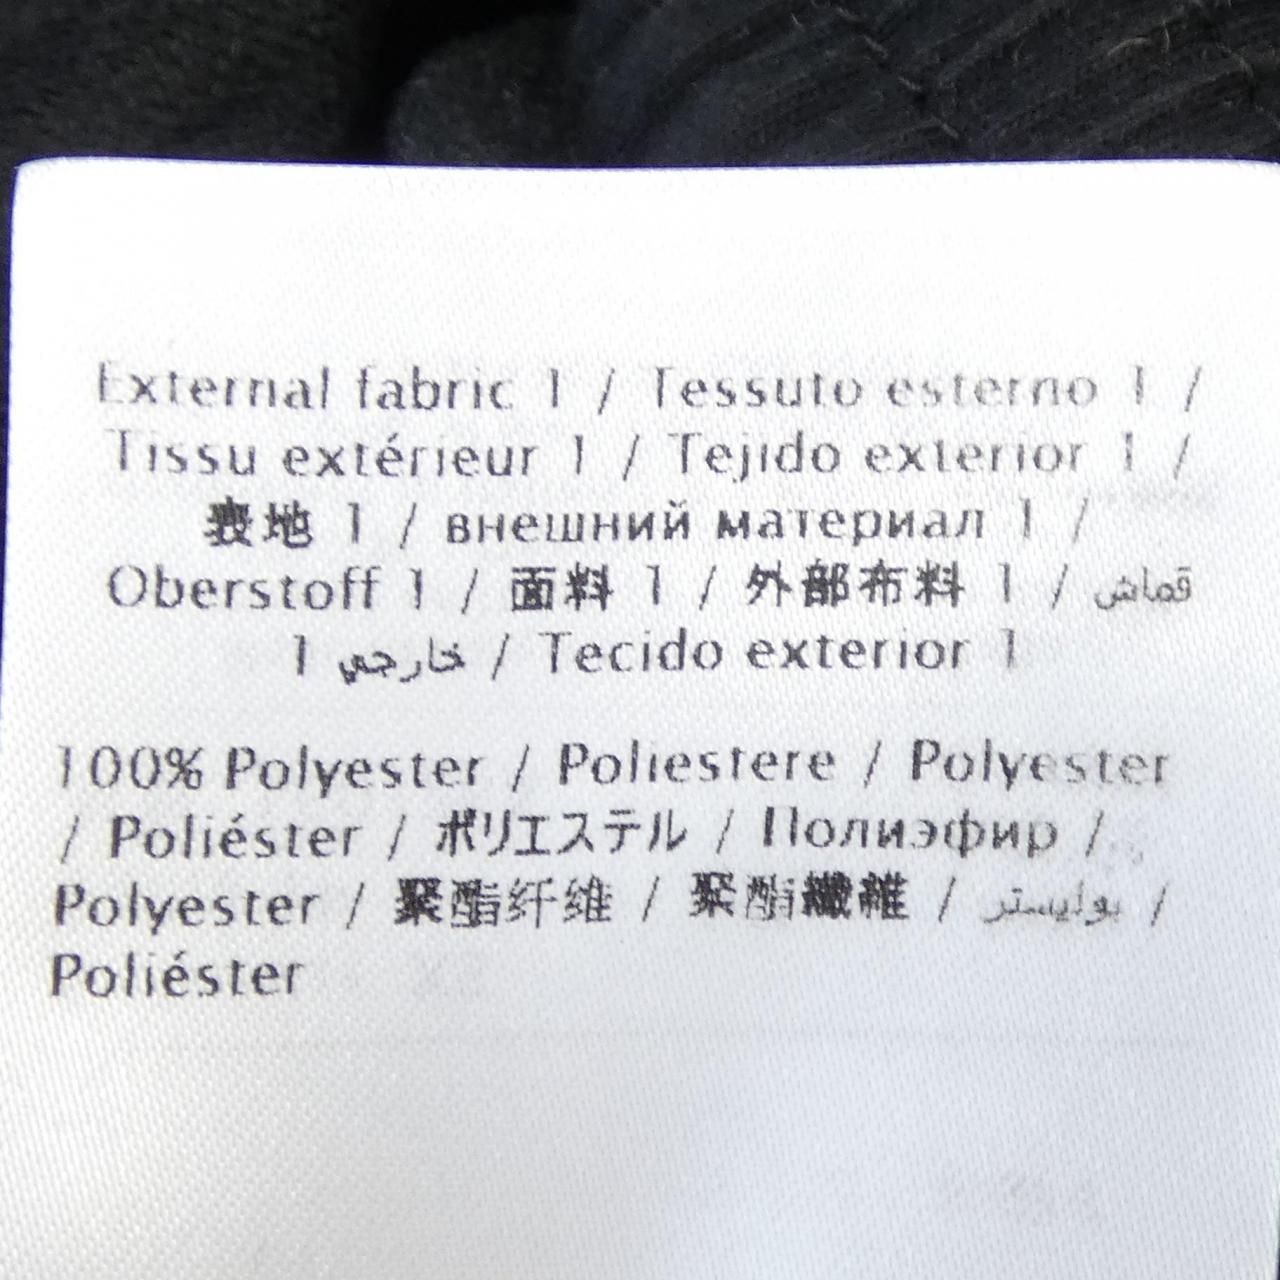 External fabric 1 / Tessuto esterno 1 /
Tissu extérieur 1 / Tejido exterior 1 /
表地 1 / внешний материал 1 /
Oberstoff 1 / 面料 1 / 外部布料 1 / قماش
خارجي 1 / Tecido exterior 1
100% Polyester / Poliestere / Polyester
/ Poliéster / ポリエステル / Полиэфир /
Polyester / 聚酯纤维 / 聚酯纖維 / بوليستر /
Poliéster